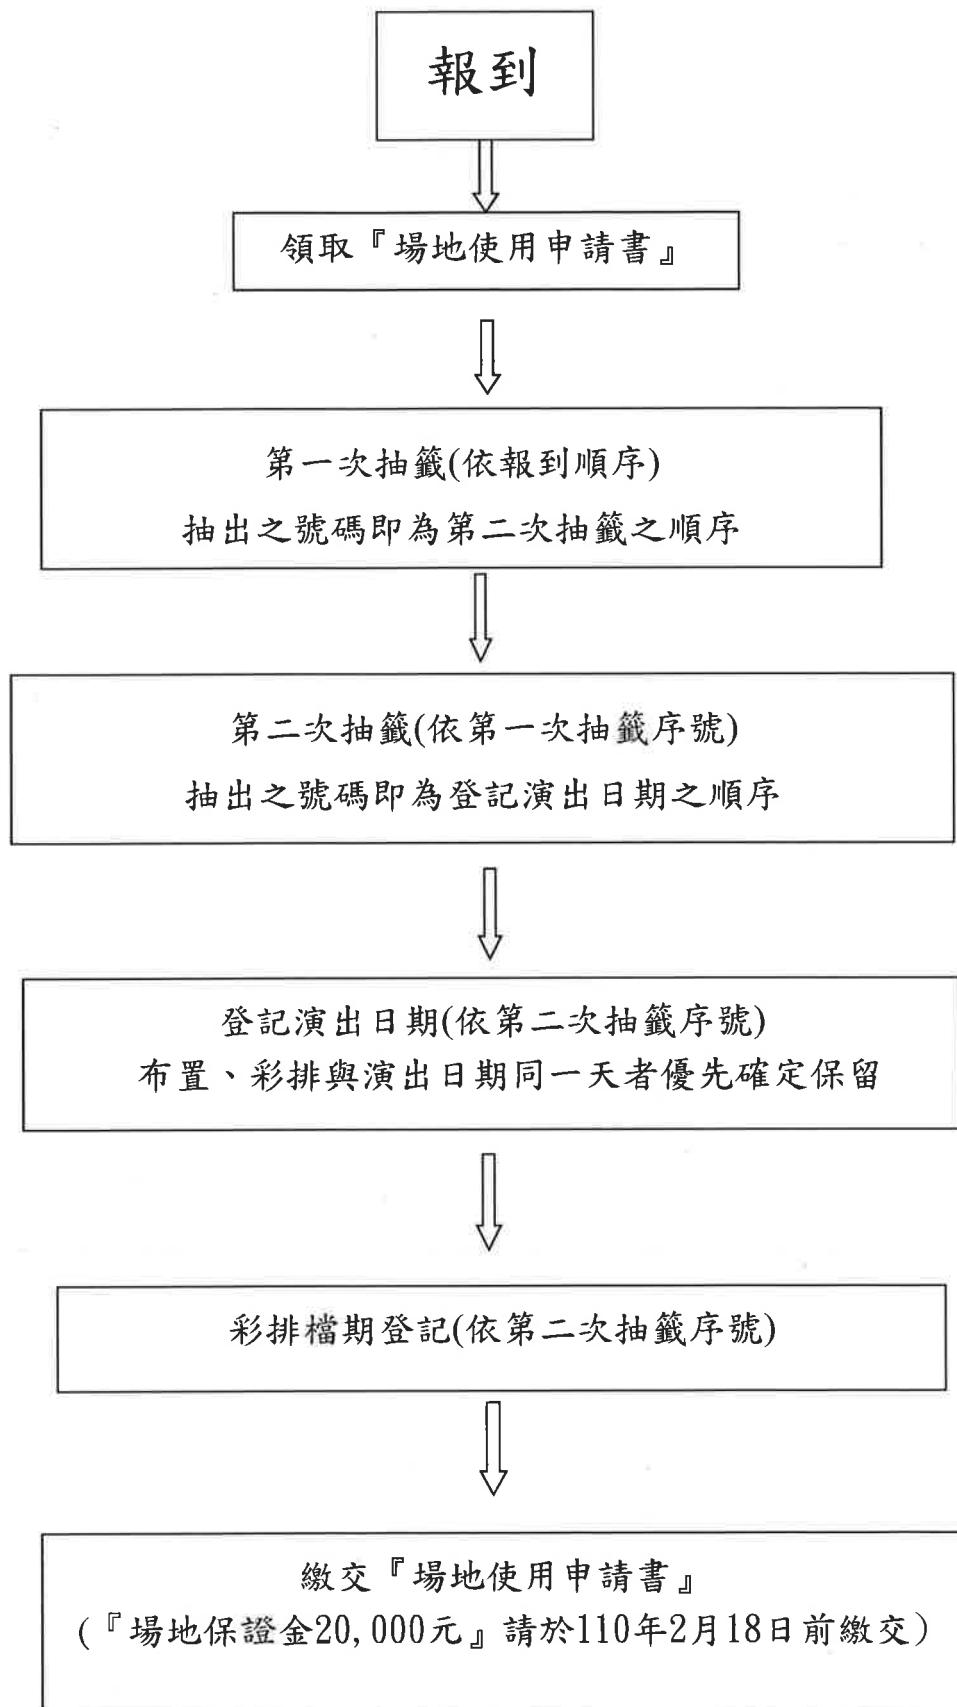 報到
領取『場地使用申請書』
第一次抽籤(依報到順序)
抽出之號碼即為第二次抽籤之順序
第二次抽籤(依第一次抽籤序號)
抽出之號碼即為登記演出日期之順序
登記演出日期(依第二次抽籤序號)
布置、彩排與演出日期同一天者優先確定保留
彩排檔期登記(依第二次抽籤序號)
繳交『場地使用申請書』
(『場地保證金20,000元』請於110年2月18日前繳交)